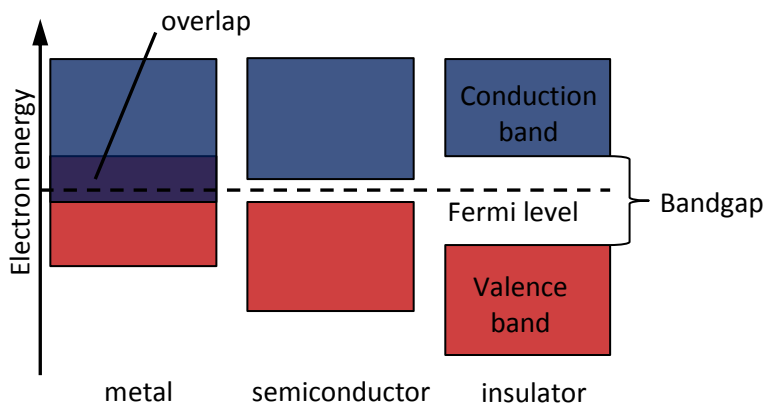 overlap
Electron energy
Conduction
band
Fermi level
Bandgap
Valence
band
metal
semiconductor
insulator